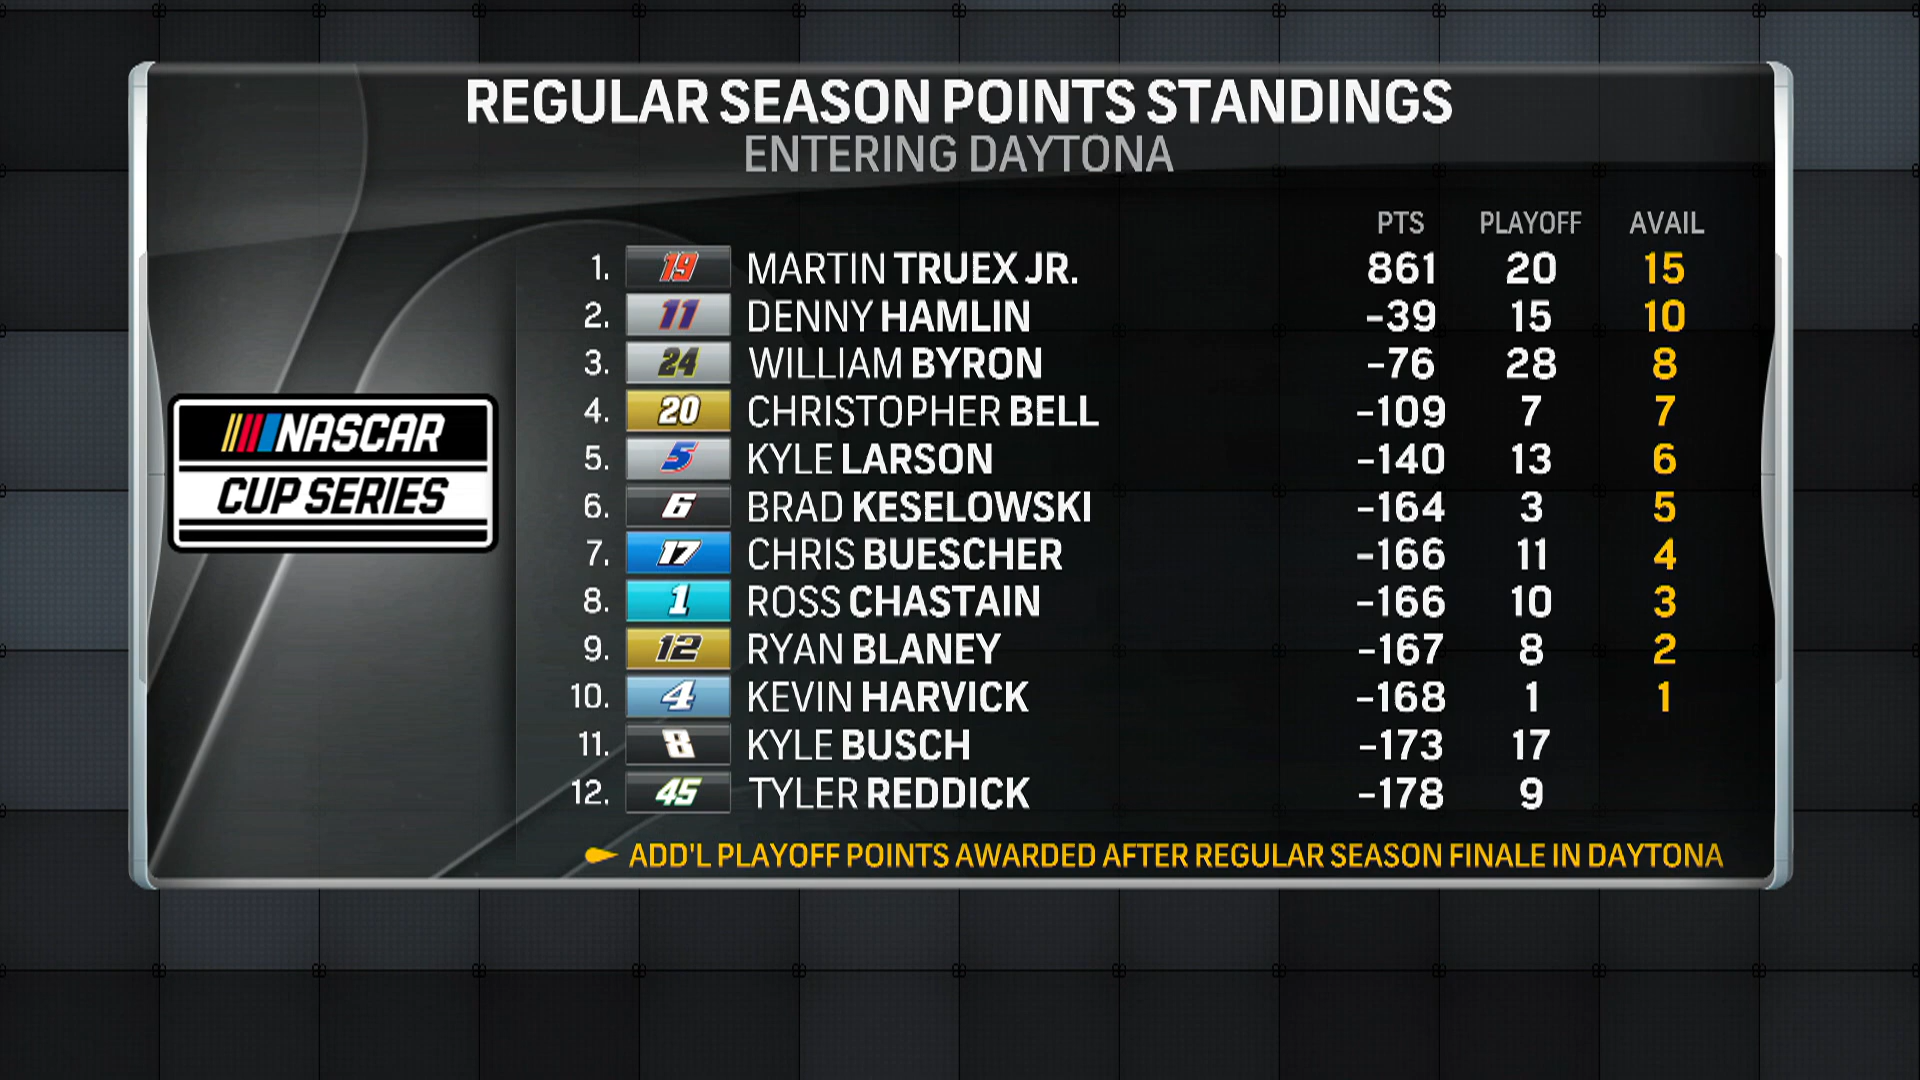 REGULAR SEASON POINTS STANDINGS
ENTERING DAYTONA
PTS PLAYOFF AVAIL
1. 19 MARTIN TRUEX JR. 861 20 15
2. 11 DENNY HAMLIN -39 15 10
3. 24 WILLIAM BYRON -76 28 8
4. 20 CHRISTOPHER BELL -109 7 7
5. 5 KYLE LARSON -140 13 6
6. 6 BRAD KESELOWSKI -164 3 5
7. 17 CHRIS BUESCHER -166 11 4
8. 1 ROSS CHASTAIN -166 10 3
9. 12 RYAN BLANEY -167 8 2
10. 4 KEVIN HARVICK -168 1 1
11. 8 KYLE BUSCH -173 17
12. 45 TYLER REDDICK -178 9
NASCAR
CUP SERIES
ADD'L PLAYOFF POINTS AWARDED AFTER REGULAR SEASON FINALE IN DAYTONA